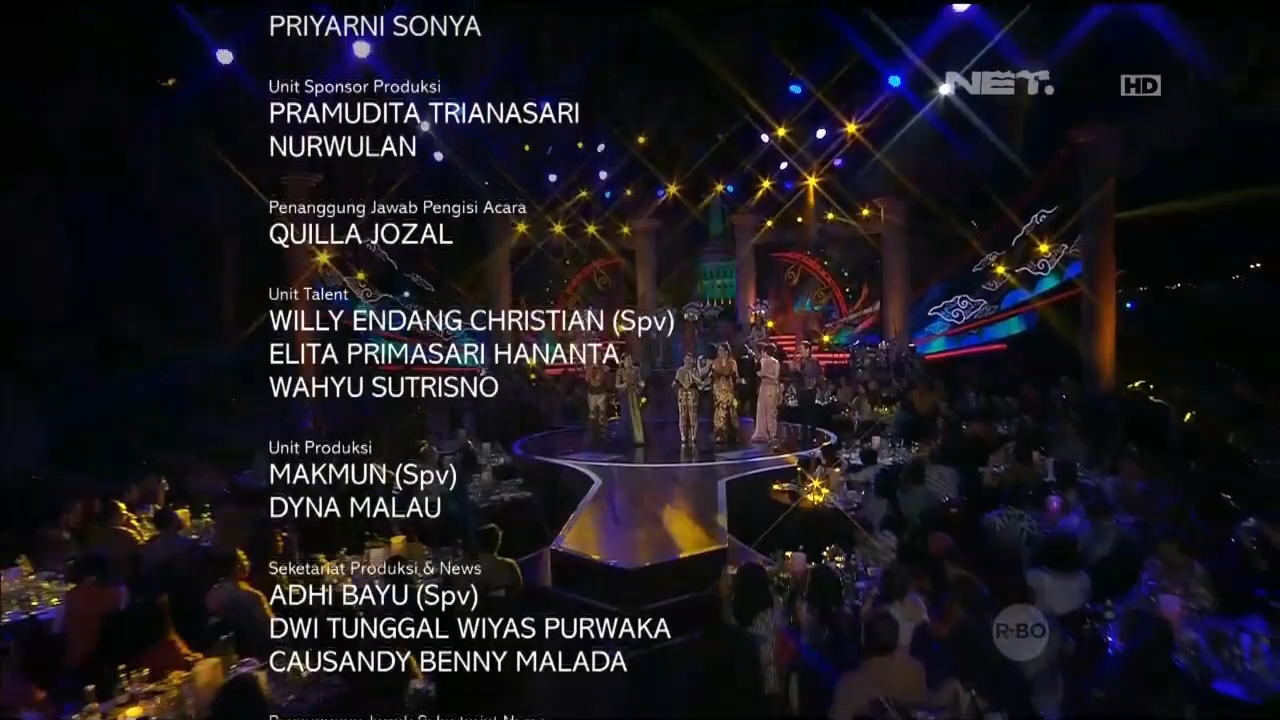 PRIYARNI SONYA
NET.
HD
Unit Sponsor Produksi
PRAMUDITA TRIANASARI
NURWULAN
Penanggung Jawab Pengisi Acara
QUILLA JOZAL
Unit Talent
WILLY ENDANG CHRISTIAN (Spv)
ELITA PRIMASARI HANANTA
WAHYU SUTRISNO
Unit Produksi
MAKMUN (Spv)
DYNA MALAU
Seketariat Produksi & News
ADHI BAYU (Spv)
DWI TUNGGAL WIYAS PURWAKA
CAUSANDY BENNY MALADA
R-BO